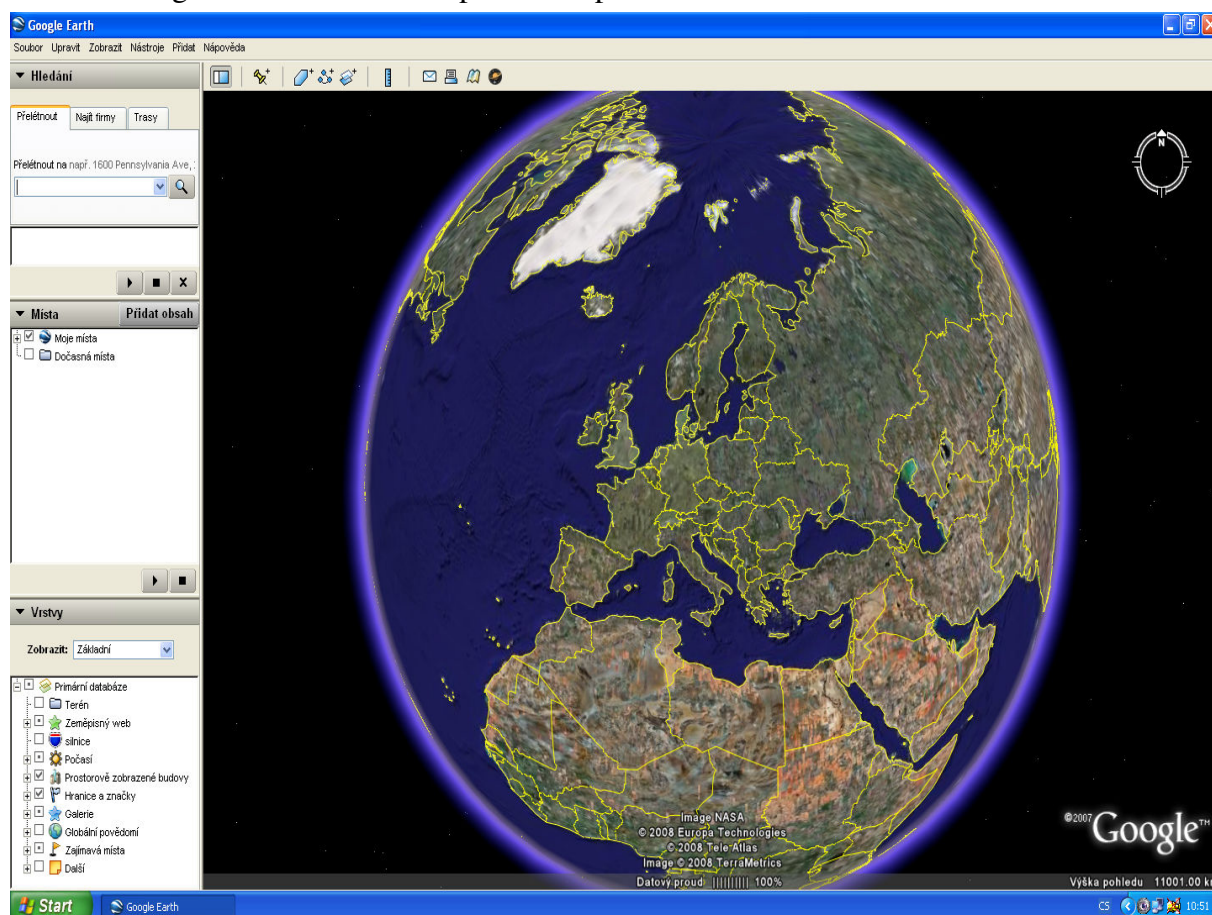 Google Earth
Soubor Upravit Zobrazit Nástroje Přidat Nápověda
Hledání
Přelétnout Najít firmy Trasy
Přelétnout na např. 1600 Pennsylvania Ave,
Místa Přidat obsah
Moje místa
Dočasná místa
Vrstvy
Zobrazit: Základní
Primární databáze
Terén
Zeměpisný web
silnice
Počasí
Prostorově zobrazené budovy
Hranice a značky
Galerie
Globální povědomí
Zajímavá místa
Další
N
Image NASA
© 2008 Europa Technologies
© 2008 Tele Atlas
Image © 2008 TerraMetrics
Datový proud |||||||||| 100%
©2007 Google™
Výška pohledu 11001.00 k
Start Google Earth CS 10:51